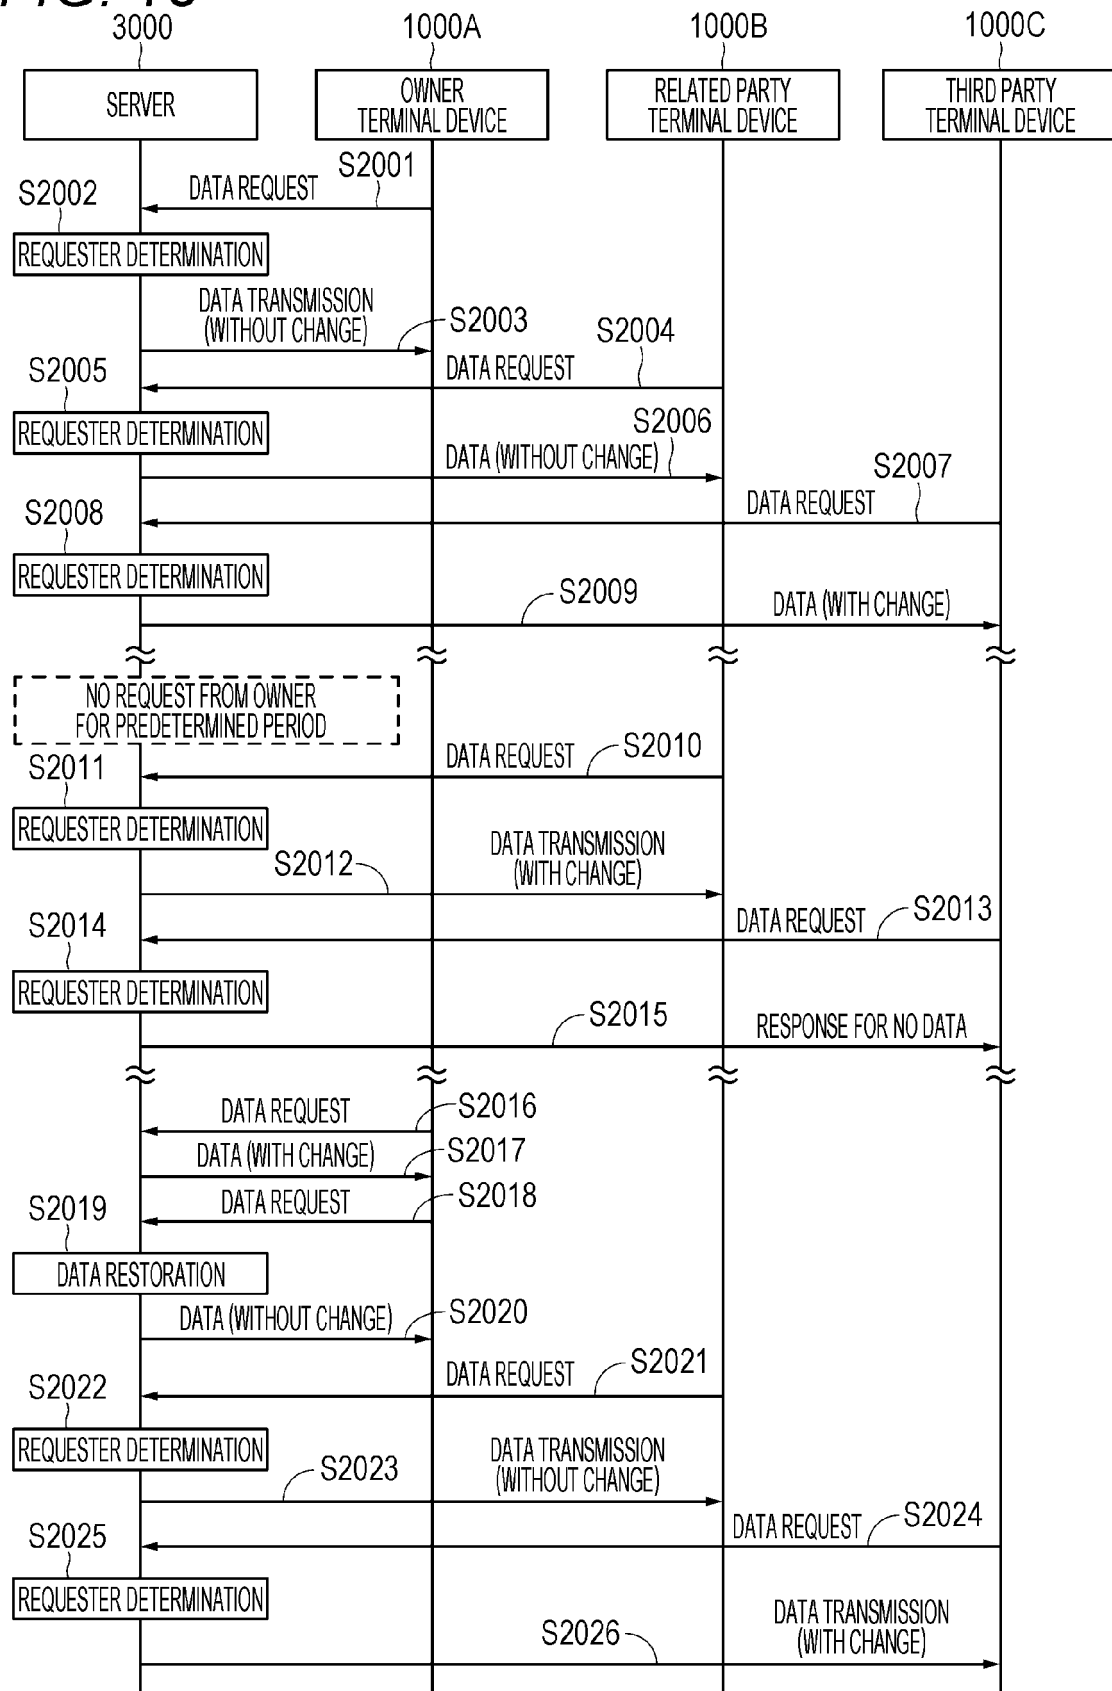 3000
1000A
1000B
1000C
SERVER
OWNER
TERMINAL DEVICE
RELATED PARTY
TERMINAL DEVICE
THIRD PARTY
TERMINAL DEVICE
S2001
DATA REQUEST
S2002
REQUESTER DETERMINATION
DATA TRANSMISSION
(WITHOUT CHANGE)
S2003
S2004
DATA REQUEST
S2005
REQUESTER DETERMINATION
S2006
DATA (WITHOUT CHANGE)
S2007
DATA REQUEST
S2008
REQUESTER DETERMINATION
S2009
DATA (WITH CHANGE)
NO REQUEST FROM OWNER
FOR PREDETERMINED PERIOD
S2010
DATA REQUEST
S2011
REQUESTER DETERMINATION
S2012
DATA TRANSMISSION
(WITH CHANGE)
S2013
DATA REQUEST
S2014
REQUESTER DETERMINATION
S2015
RESPONSE FOR NO DATA
DATA REQUEST
S2016
DATA (WITH CHANGE)
S2017
DATA REQUEST
S2018
S2019
DATA RESTORATION
DATA (WITHOUT CHANGE)
S2020
DATA REQUEST
S2021
S2022
REQUESTER DETERMINATION
S2023
DATA TRANSMISSION
(WITHOUT CHANGE)
DATA REQUEST
S2024
S2025
REQUESTER DETERMINATION
S2026
DATA TRANSMISSION
(WITH CHANGE)